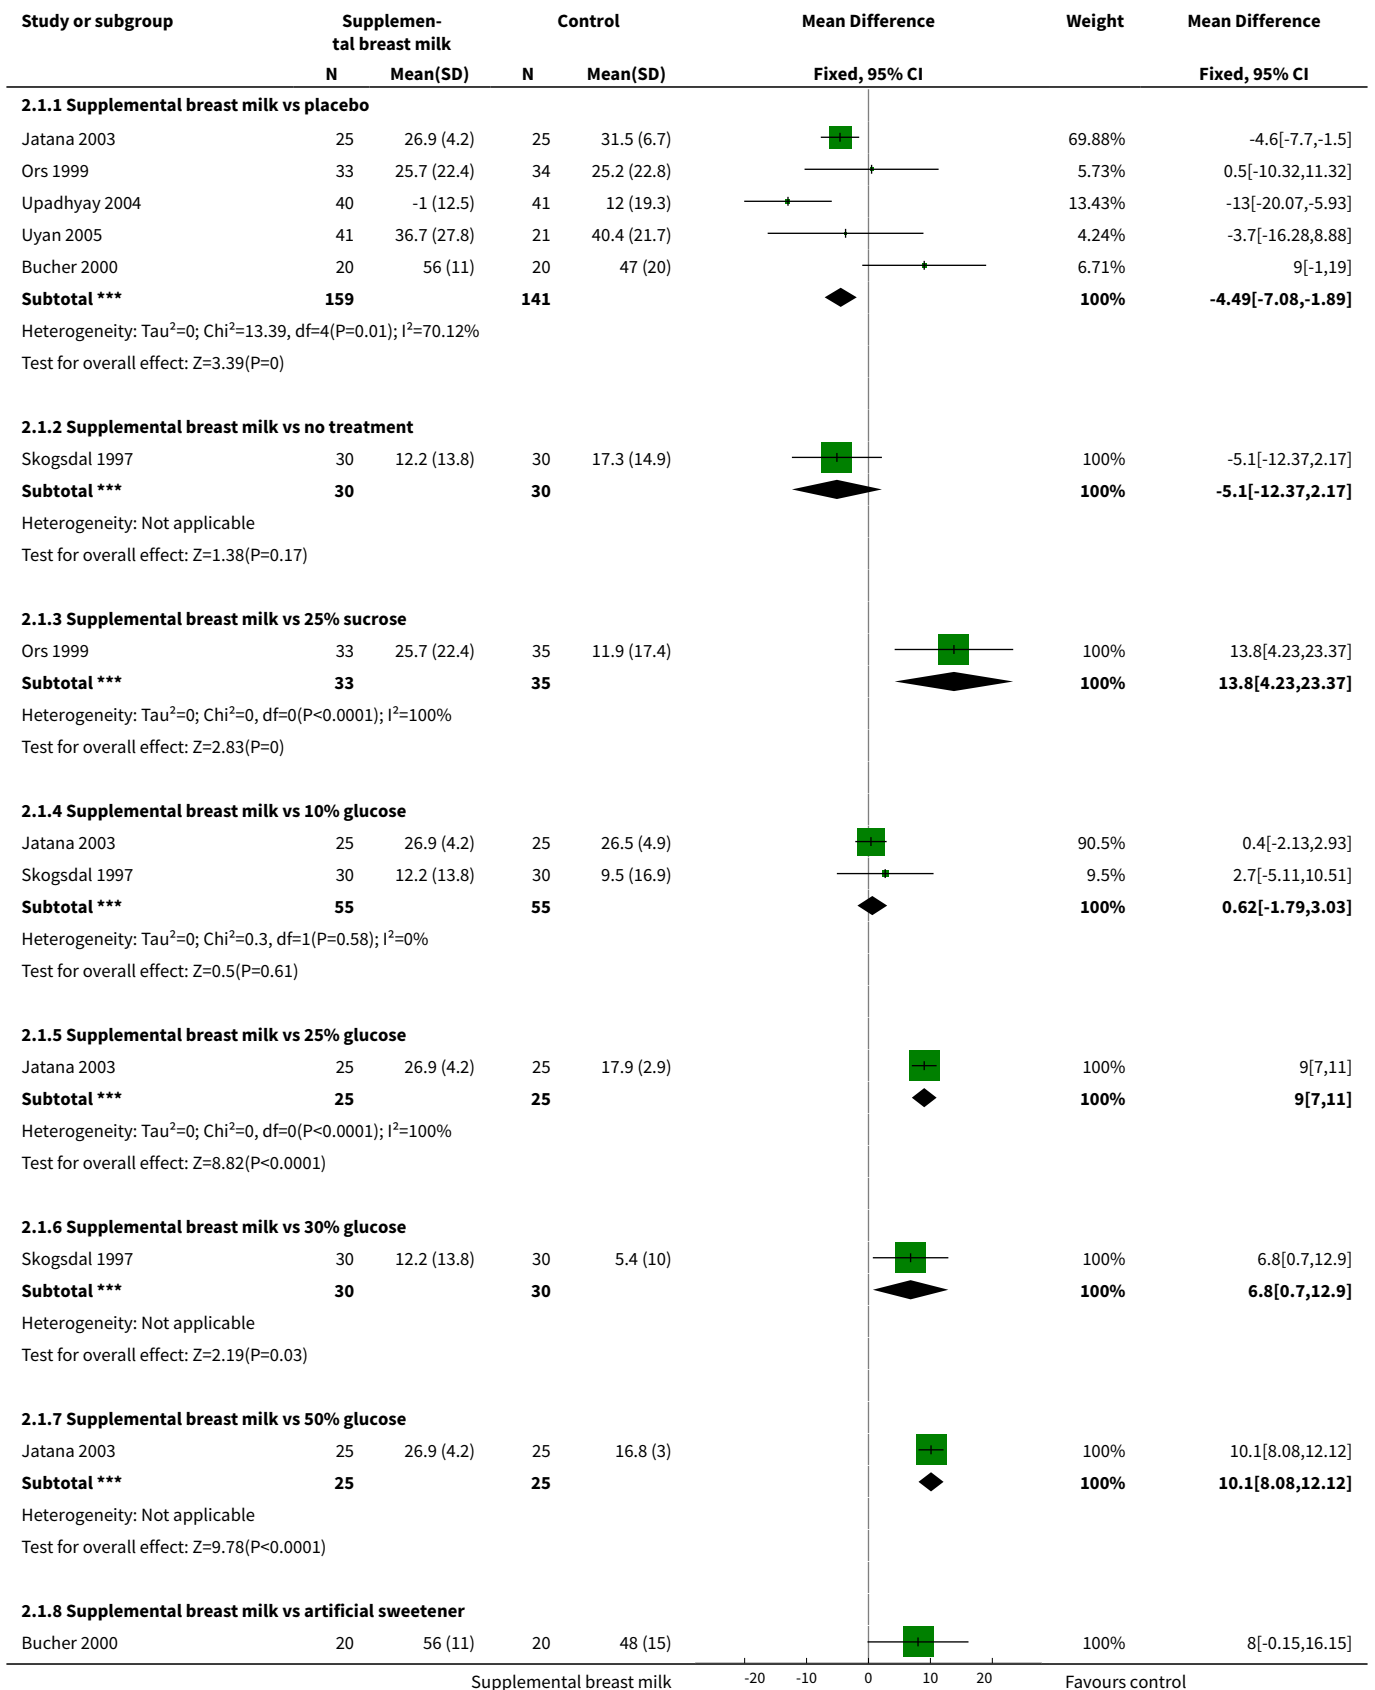 Study or subgroup Supplemen- Control Mean Difference Weight Mean Difference
tal breast milk
N Mean(SD) N Mean(SD) Fixed, 95% CI Fixed, 95% CI
2.1.1 Supplemental breast milk vs placebo
Jatana 2003 25 26.9 (4.2) 25 31.5 (6.7) 69.88% -4.6[-7.7,-1.5]
Ors 1999 33 25.7 (22.4) 34 25.2 (22.8) 5.73% 0.5[-10.32,11.32]
Upadhyay 2004 40 -1 (12.5) 41 12 (19.3) 13.43% -13[-20.07,-5.93]
Uyan 2005 41 36.7 (27.8) 21 40.4 (21.7) 4.24% -3.7[-16.28,8.88]
Bucher 2000 20 56 (11) 20 47 (20) 6.71% 9[-1,19]
Subtotal *** 159 141 100% -4.49[-7.08,-1.89]
Heterogeneity: Tau²=0; Chi²=13.39, df=4(P=0.01); I²=70.12%
Test for overall effect: Z=3.39(P=0)
2.1.2 Supplemental breast milk vs no treatment
Skogsdal 1997 30 12.2 (13.8) 30 17.3 (14.9) 100% -5.1[-12.37,2.17]
Subtotal *** 30 30 100% -5.1[-12.37,2.17]
Heterogeneity: Not applicable
Test for overall effect: Z=1.38(P=0.17)
2.1.3 Supplemental breast milk vs 25% sucrose
Ors 1999 33 25.7 (22.4) 35 11.9 (17.4) 100% 13.8[4.23,23.37]
Subtotal *** 33 35 100% 13.8[4.23,23.37]
Heterogeneity: Tau²=0; Chi²=0, df=0(P<0.0001); I²=100%
Test for overall effect: Z=2.83(P=0)
2.1.4 Supplemental breast milk vs 10% glucose
Jatana 2003 25 26.9 (4.2) 25 26.5 (4.9) 90.5% 0.4[-2.13,2.93]
Skogsdal 1997 30 12.2 (13.8) 30 9.5 (16.9) 9.5% 2.7[-5.11,10.51]
Subtotal *** 55 55 100% 0.62[-1.79,3.03]
Heterogeneity: Tau²=0; Chi²=0.3, df=1(P=0.58); I²=0%
Test for overall effect: Z=0.5(P=0.61)
2.1.5 Supplemental breast milk vs 25% glucose
Jatana 2003 25 26.9 (4.2) 25 17.9 (2.9) 100% 9[7,11]
Subtotal *** 25 25 100% 9[7,11]
Heterogeneity: Tau²=0; Chi²=0, df=0(P<0.0001); I²=100%
Test for overall effect: Z=8.82(P<0.0001)
2.1.6 Supplemental breast milk vs 30% glucose
Skogsdal 1997 30 12.2 (13.8) 30 5.4 (10) 100% 6.8[0.7,12.9]
Subtotal *** 30 30 100% 6.8[0.7,12.9]
Heterogeneity: Not applicable
Test for overall effect: Z=2.19(P=0.03)
2.1.7 Supplemental breast milk vs 50% glucose
Jatana 2003 25 26.9 (4.2) 25 16.8 (3) 100% 10.1[8.08,12.12]
Subtotal *** 25 25 100% 10.1[8.08,12.12]
Heterogeneity: Not applicable
Test for overall effect: Z=9.78(P<0.0001)
2.1.8 Supplemental breast milk vs artificial sweetener
Bucher 2000 20 56 (11) 20 48 (15) 100% 8[-0.15,16.15]
Supplemental breast milk -20 -10 0 10 20 Favours control